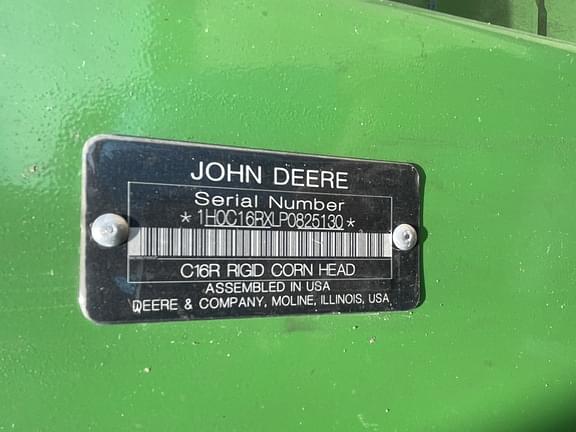 JOHN DEERE
Serial Number
* 1H0C16RXLP0825130 *
C16R RIGID CORN HEAD
ASSEMBLED IN USA
DEERE & COMPANY, MOLINE, ILLINOIS, USA